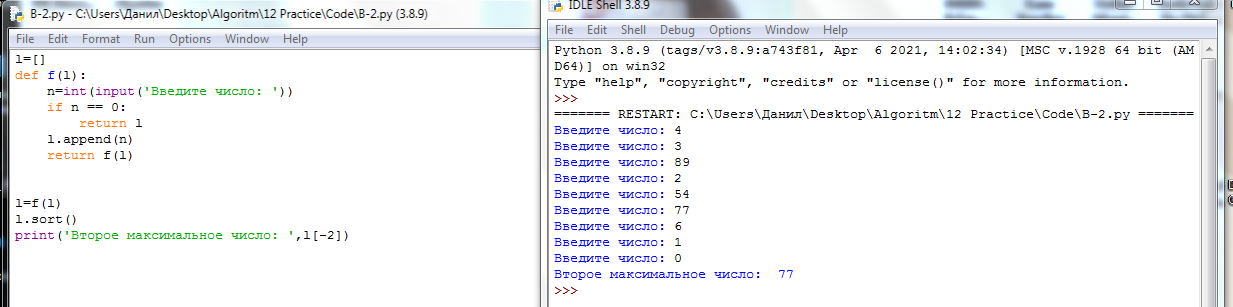 B-2.py - C:\Users\Данил\Desktop\Algoritm\12 Practice\Code\B-2.py (3.8.9)
File Edit Format Run Options Window Help
l=[]
def f(l):
    n=int(input('Введите число: '))
    if n == 0:
        return l
    l.append(n)
    return f(l)
l=f(l)
l.sort()
print('Второе максимальное число: ',l[-2])
IDLE Shell 3.8.9
File Edit Shell Debug Options Window Help
Python 3.8.9 (tags/v3.8.9:a743f81, Apr  6 2021, 14:02:34) [MSC v.1928 64 bit (AM
D64)] on win32
Type "help", "copyright", "credits" or "license()" for more information.
>>>
======= RESTART: C:\Users\Данил\Desktop\Algoritm\12 Practice\Code\B-2.py =======
Введите число: 4
Введите число: 3
Введите число: 89
Введите число: 2
Введите число: 54
Введите число: 77
Введите число: 6
Введите число: 1
Введите число: 0
Второе максимальное число:  77
>>>